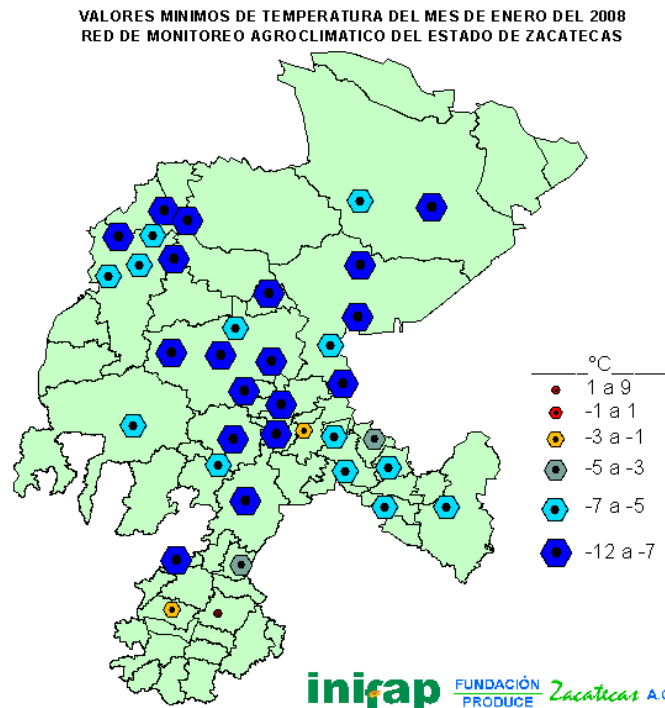 VALORES MINIMOS DE TEMPERATURA DEL MES DE ENERO DEL 2008
RED DE MONITOREO AGROCLIMATICO DEL ESTADO DE ZACATECAS
°C
1 a 9
-1 a 1
-3 a -1
-5 a -3
-7 a -5
-12 a -7
inifap
FUNDACIÓN
PRODUCE
Zacatecas A.C